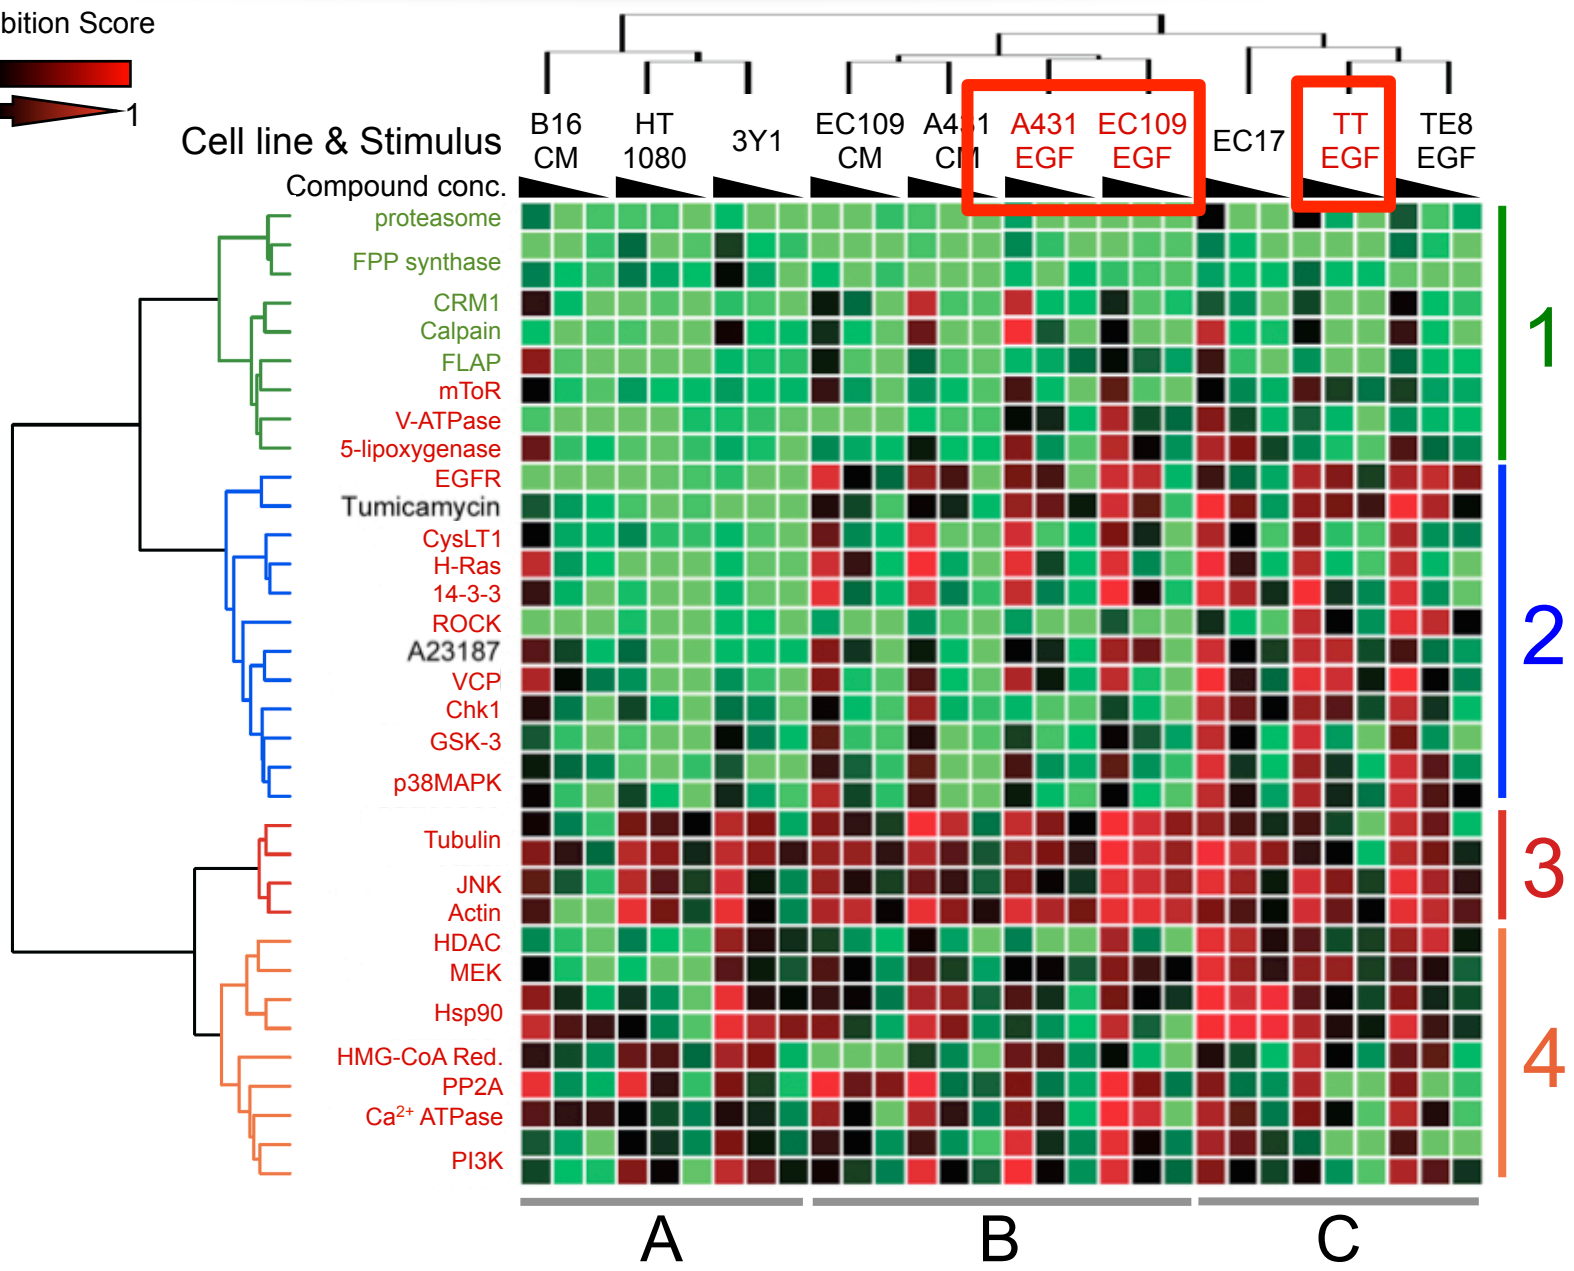 bition Score
1
Cell line & Stimulus
B16 CM
HT 1080
3Y1
EC109 CM
A431 CM
A431 EGF
EC109 EGF
EC17
TT EGF
TE8 EGF
Compound conc.
proteasome
FPP synthase
CRM1
Calpain
FLAP
mToR
V-ATPase
5-lipoxygenase
EGFR
Tumicamycin
CysLT1
H-Ras
14-3-3
ROCK
A23187
VCP
Chk1
GSK-3
p38MAPK
Tubulin
JNK
Actin
HDAC
MEK
Hsp90
HMG-CoA Red.
PP2A
Ca²⁺ ATPase
PI3K
1
2
3
4
A
B
C